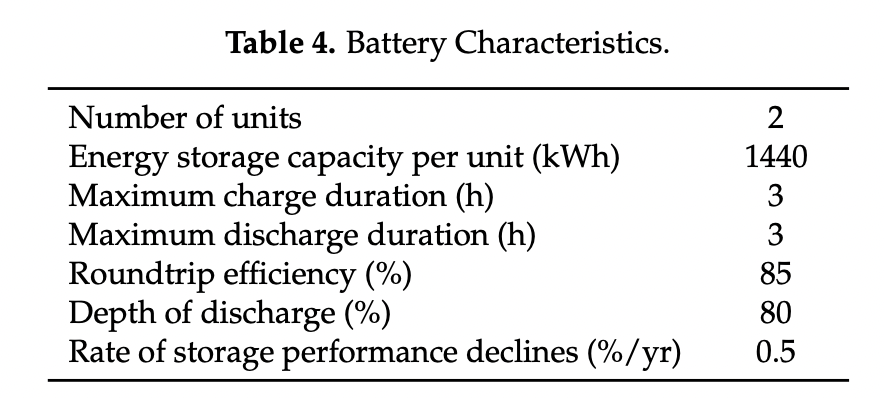 Table 4. Battery Characteristics.
Number of units 2
Energy storage capacity per unit (kWh) 1440
Maximum charge duration (h) 3
Maximum discharge duration (h) 3
Roundtrip efficiency (%) 85
Depth of discharge (%) 80
Rate of storage performance declines (%/yr) 0.5